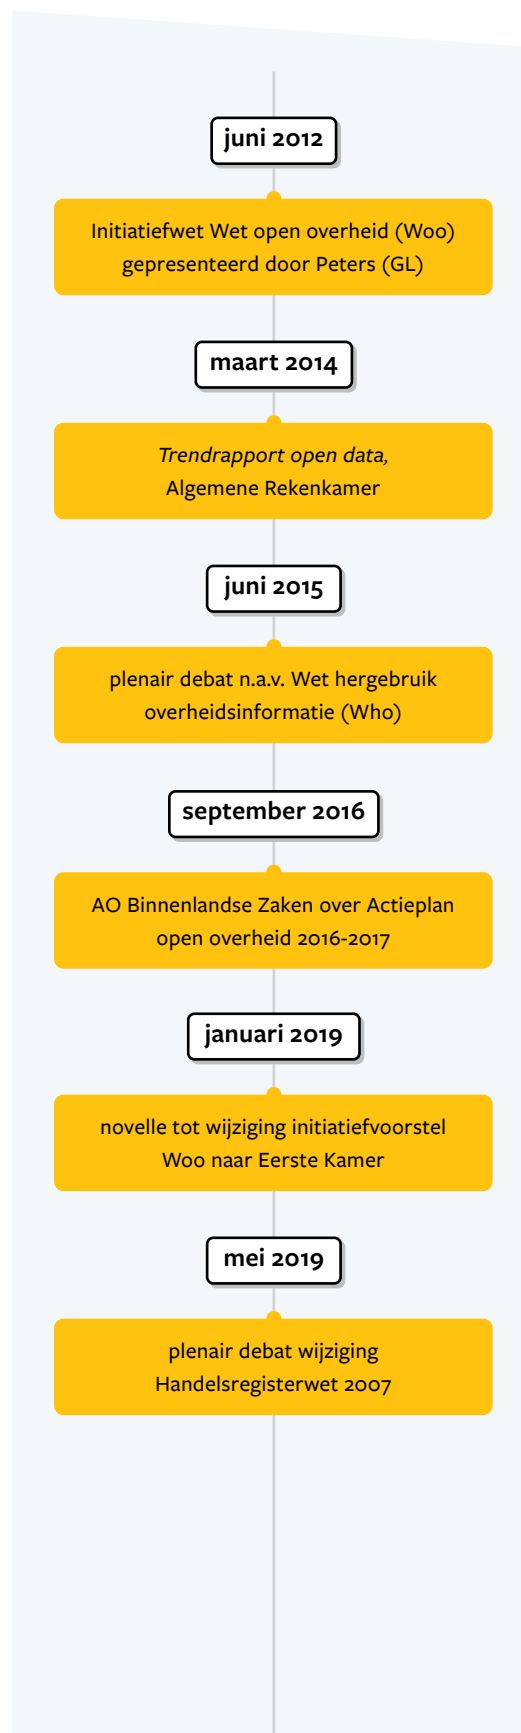 juni 2012
Initiatiefwet Wet open overheid (Woo)
gepresenteerd door Peters (GL)
maart 2014
Trendrapport open data,
Algemene Rekenkamer
juni 2015
plenair debat n.a.v. Wet hergebruik
overheidsinformatie (Who)
september 2016
AO Binnenlandse Zaken over Actieplan
open overheid 2016-2017
januari 2019
novelle tot wijziging initiatiefvoorstel
Woo naar Eerste Kamer
mei 2019
plenair debat wijziging
Handelsregisterwet 2007